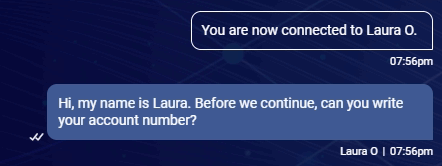 You are now connected to Laura O.
07:56pm
Hi, my name is Laura. Before we continue, can you write
your account number?
Laura O | 07:56pm